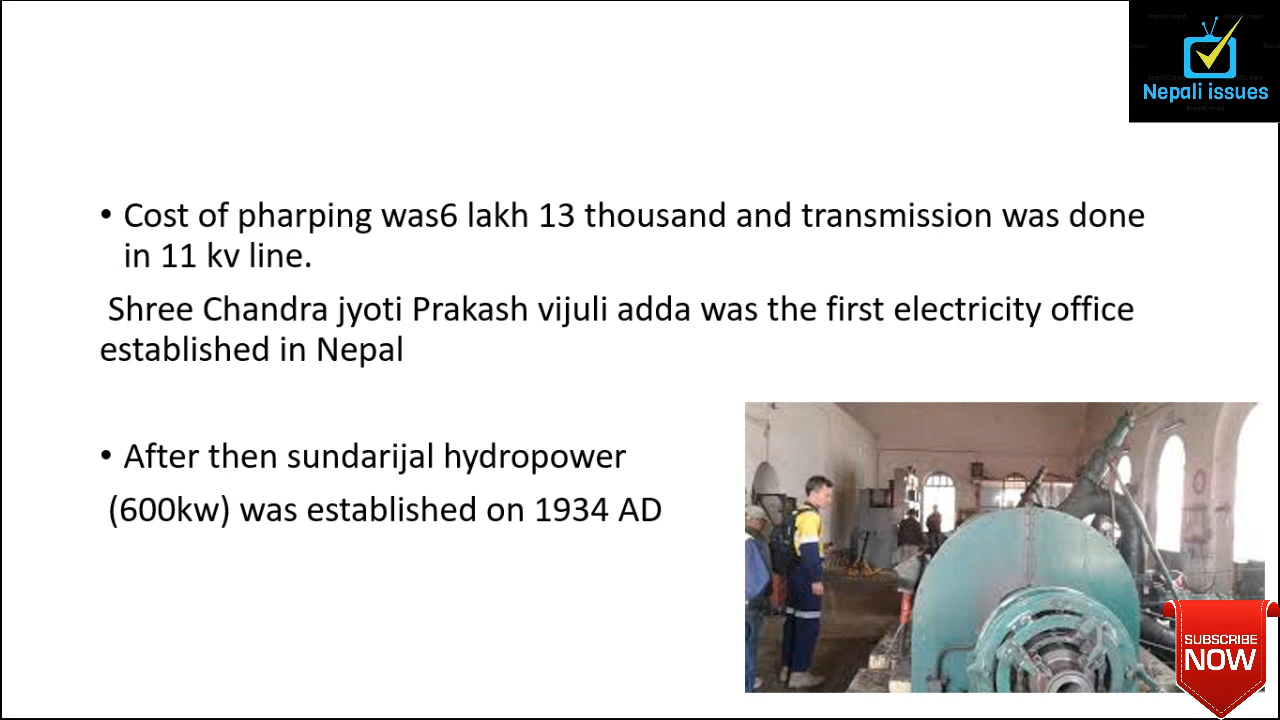 Nepali issues
• Cost of pharping was6 lakh 13 thousand and transmission was done
in 11 kv line.
Shree Chandra jyoti Prakash vijuli adda was the first electricity office
established in Nepal
• After then sundarijal hydropower
(600kw) was established on 1934 AD
SUBSCRIBE
NOW